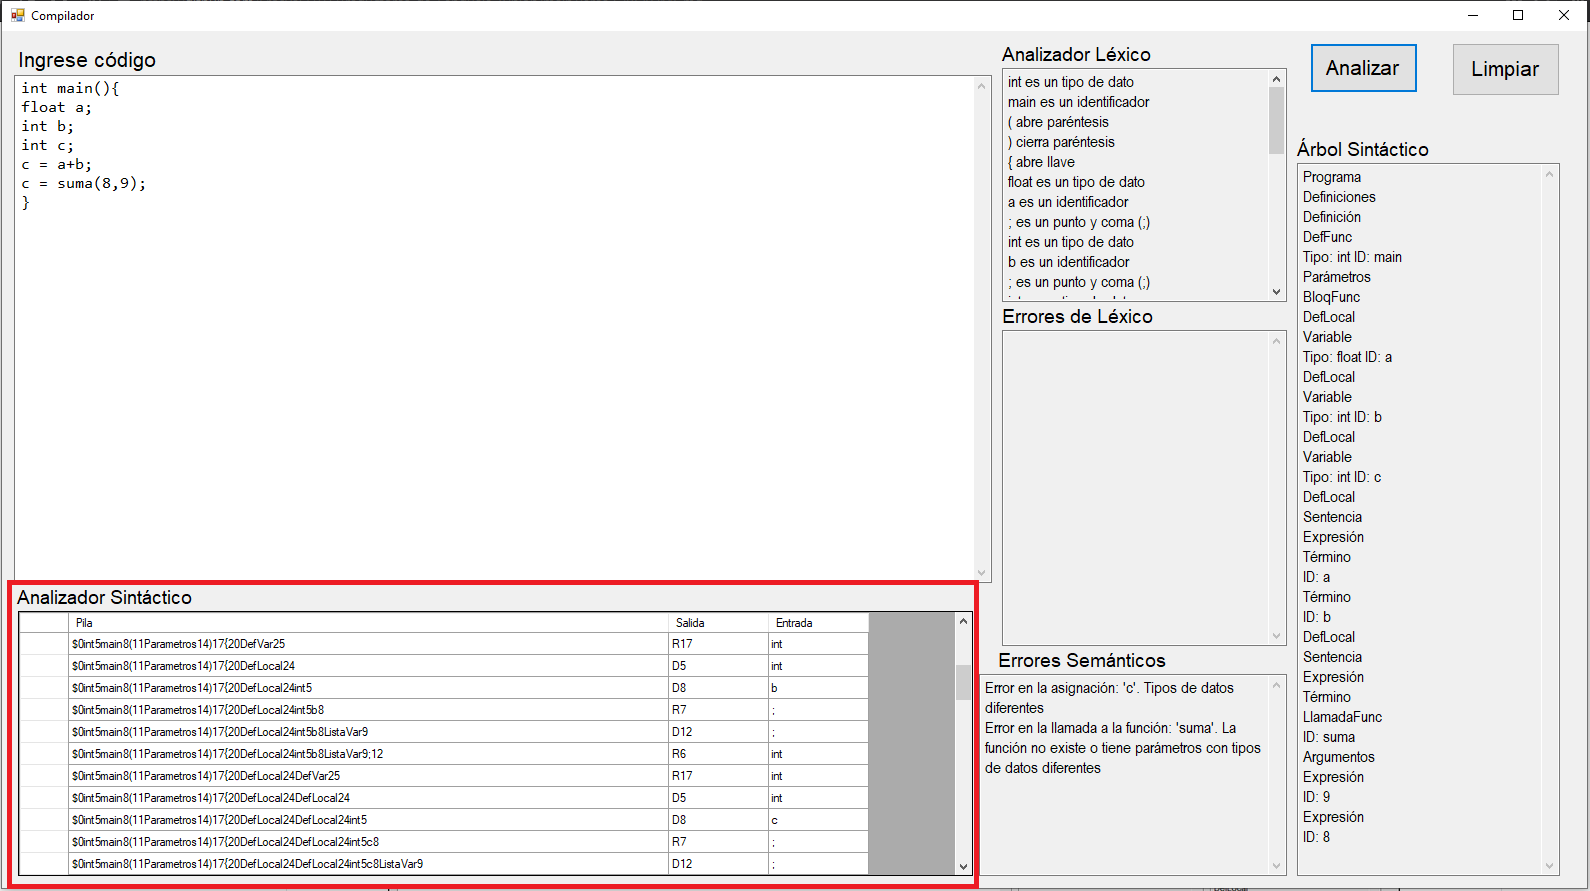 Compilador
Ingrese código
int main(){
float a;
int b;
int c;
c = a+b;
c = suma(8,9);
}
Analizador Sintáctico
Pila Salida Entrada
$0int5main8(11Parametros14)17{20DefVar25 R17 int
$0int5main8(11Parametros14)17{20DefLocal24 D5 int
$0int5main8(11Parametros14)17{20DefLocal24int5 D8 b
$0int5main8(11Parametros14)17{20DefLocal24int5b8 R7 ;
$0int5main8(11Parametros14)17{20DefLocal24int5b8ListaVar9 D12 ;
$0int5main8(11Parametros14)17{20DefLocal24int5b8ListaVar9;12 R6 int
$0int5main8(11Parametros14)17{20DefLocal24DefVar25 R17 int
$0int5main8(11Parametros14)17{20DefLocal24DefLocal24 D5 int
$0int5main8(11Parametros14)17{20DefLocal24DefLocal24int5 D8 c
$0int5main8(11Parametros14)17{20DefLocal24DefLocal24int5c8 R7 ;
$0int5main8(11Parametros14)17{20DefLocal24DefLocal24int5c8ListaVar9 D12 ;
Analizador Léxico
int es un tipo de dato
main es un identificador
( abre paréntesis
) cierra paréntesis
{ abre llave
float es un tipo de dato
a es un identificador
; es un punto y coma (;)
int es un tipo de dato
b es un identificador
; es un punto y coma (;)
Errores de Léxico
Errores Semánticos
Error en la asignación: 'c'. Tipos de datos
diferentes
Error en la llamada a la función: 'suma'. La
función no existe o tiene parámetros con tipos
de datos diferentes
Analizar
Limpiar
Árbol Sintáctico
Programa
Definiciones
Definición
DefFunc
Tipo: int ID: main
Parámetros
BloqFunc
DefLocal
Variable
Tipo: float ID: a
DefLocal
Variable
Tipo: int ID: b
DefLocal
Variable
Tipo: int ID: c
DefLocal
Sentencia
Expresión
Término
ID: a
Término
ID: b
DefLocal
Sentencia
Expresión
Término
LlamadaFunc
ID: suma
Argumentos
Expresión
ID: 9
Expresión
ID: 8